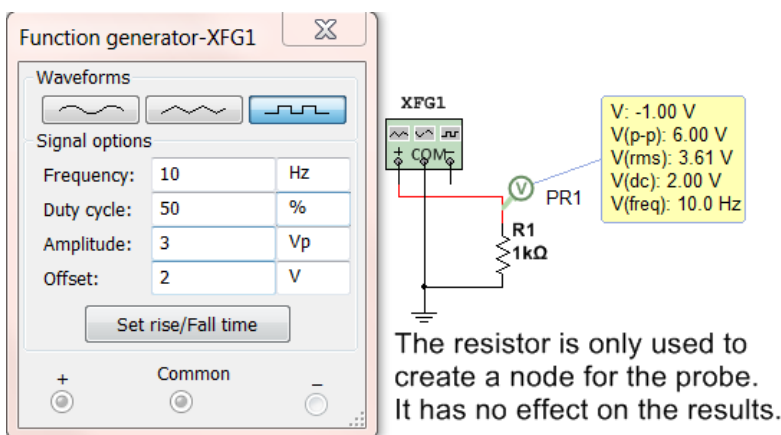 Function generator-XFG1
Waveforms
Signal options
Frequency: 10 Hz
Duty cycle: 50 %
Amplitude: 3 Vp
Offset: 2 V
Set rise/Fall time
+ Common −
XFG1
+ COM −
V: -1.00 V
V(p-p): 6.00 V
V(rms): 3.61 V
V(dc): 2.00 V
V(freq): 10.0 Hz
V
PR1
R1
1kΩ
The resistor is only used to
create a node for the probe.
It has no effect on the results.